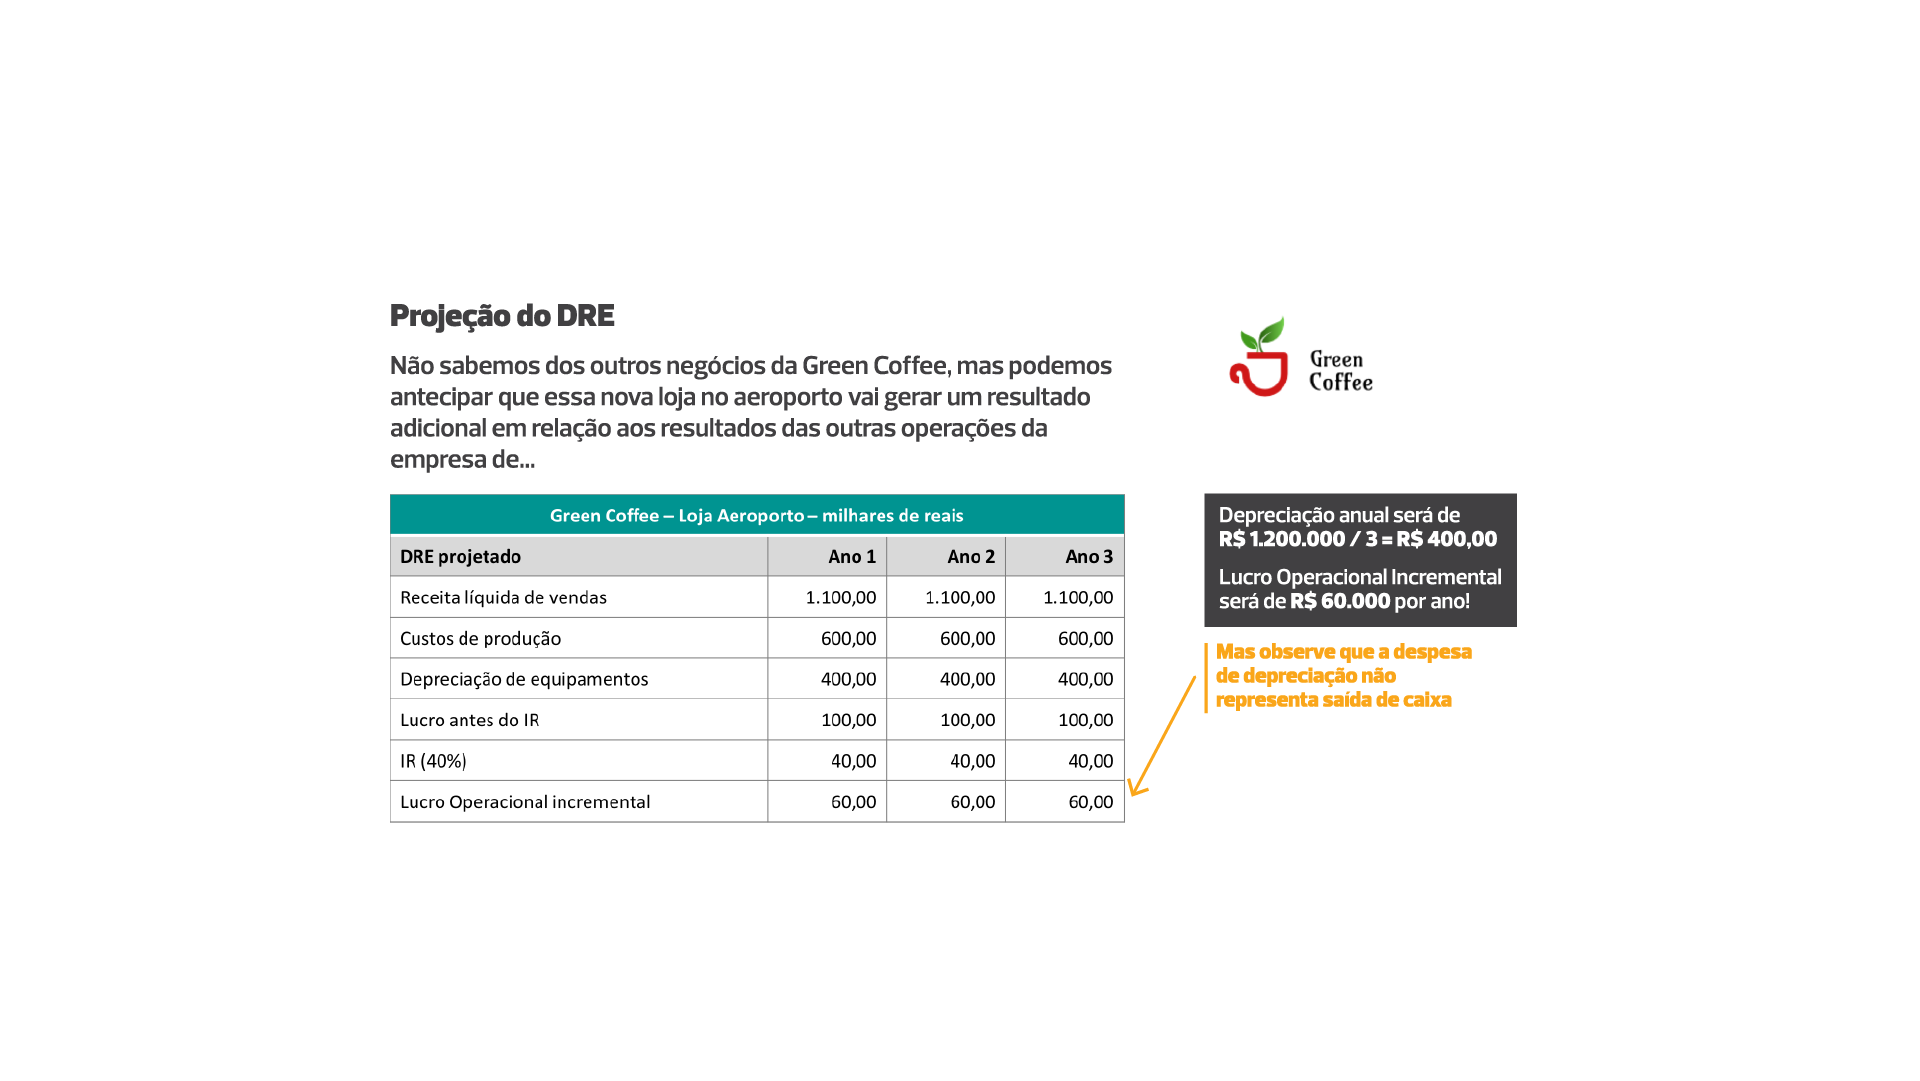 Projeção do DRE
Não sabemos dos outros negócios da Green Coffee, mas podemos
antecipar que essa nova loja no aeroporto vai gerar um resultado
adicional em relação aos resultados das outras operações da
empresa de...
Green
Coffee
Green Coffee – Loja Aeroporto – milhares de reais
DRE projetado Ano 1 Ano 2 Ano 3
Receita líquida de vendas 1.100,00 1.100,00 1.100,00
Custos de produção 600,00 600,00 600,00
Depreciação de equipamentos 400,00 400,00 400,00
Lucro antes do IR 100,00 100,00 100,00
IR (40%) 40,00 40,00 40,00
Lucro Operacional incremental 60,00 60,00 60,00
Depreciação anual será de
R$ 1.200.000 / 3 = R$ 400,00
Lucro Operacional Incremental
será de R$ 60.000 por ano!
Mas observe que a despesa
de depreciação não
representa saída de caixa